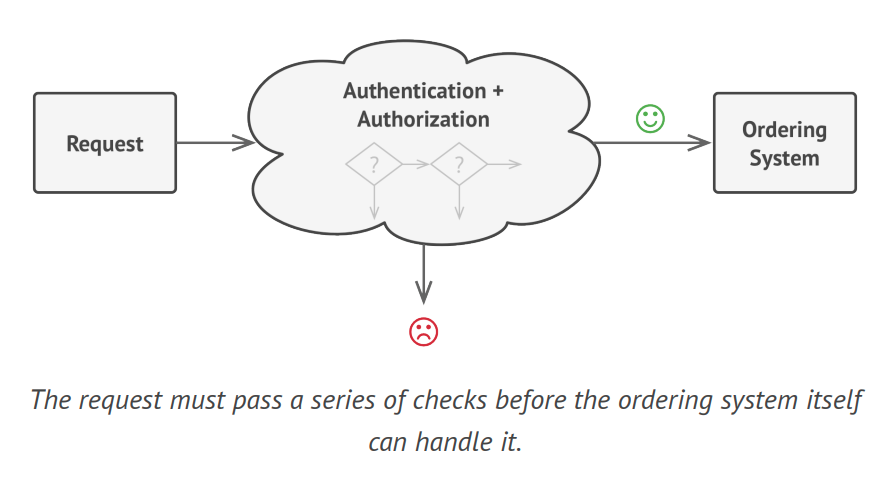 Authentication +
Authorization
Request
? ?
Ordering
System
The request must pass a series of checks before the ordering system itself
can handle it.